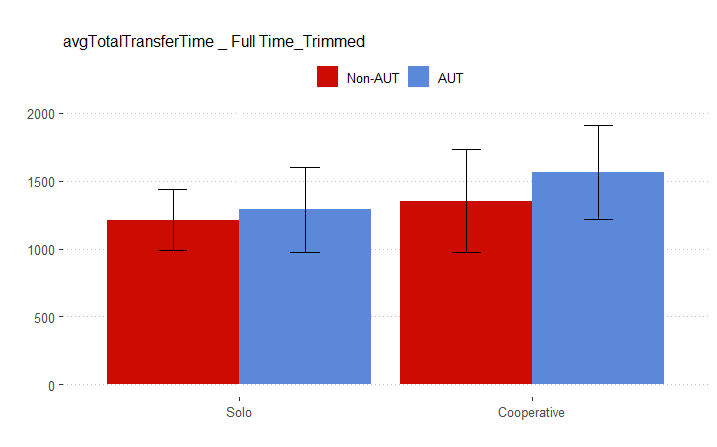 avgTotalTransferTime _ Full Time_Trimmed
Non-AUT AUT
2000
1500
1000
500
0
Solo Cooperative